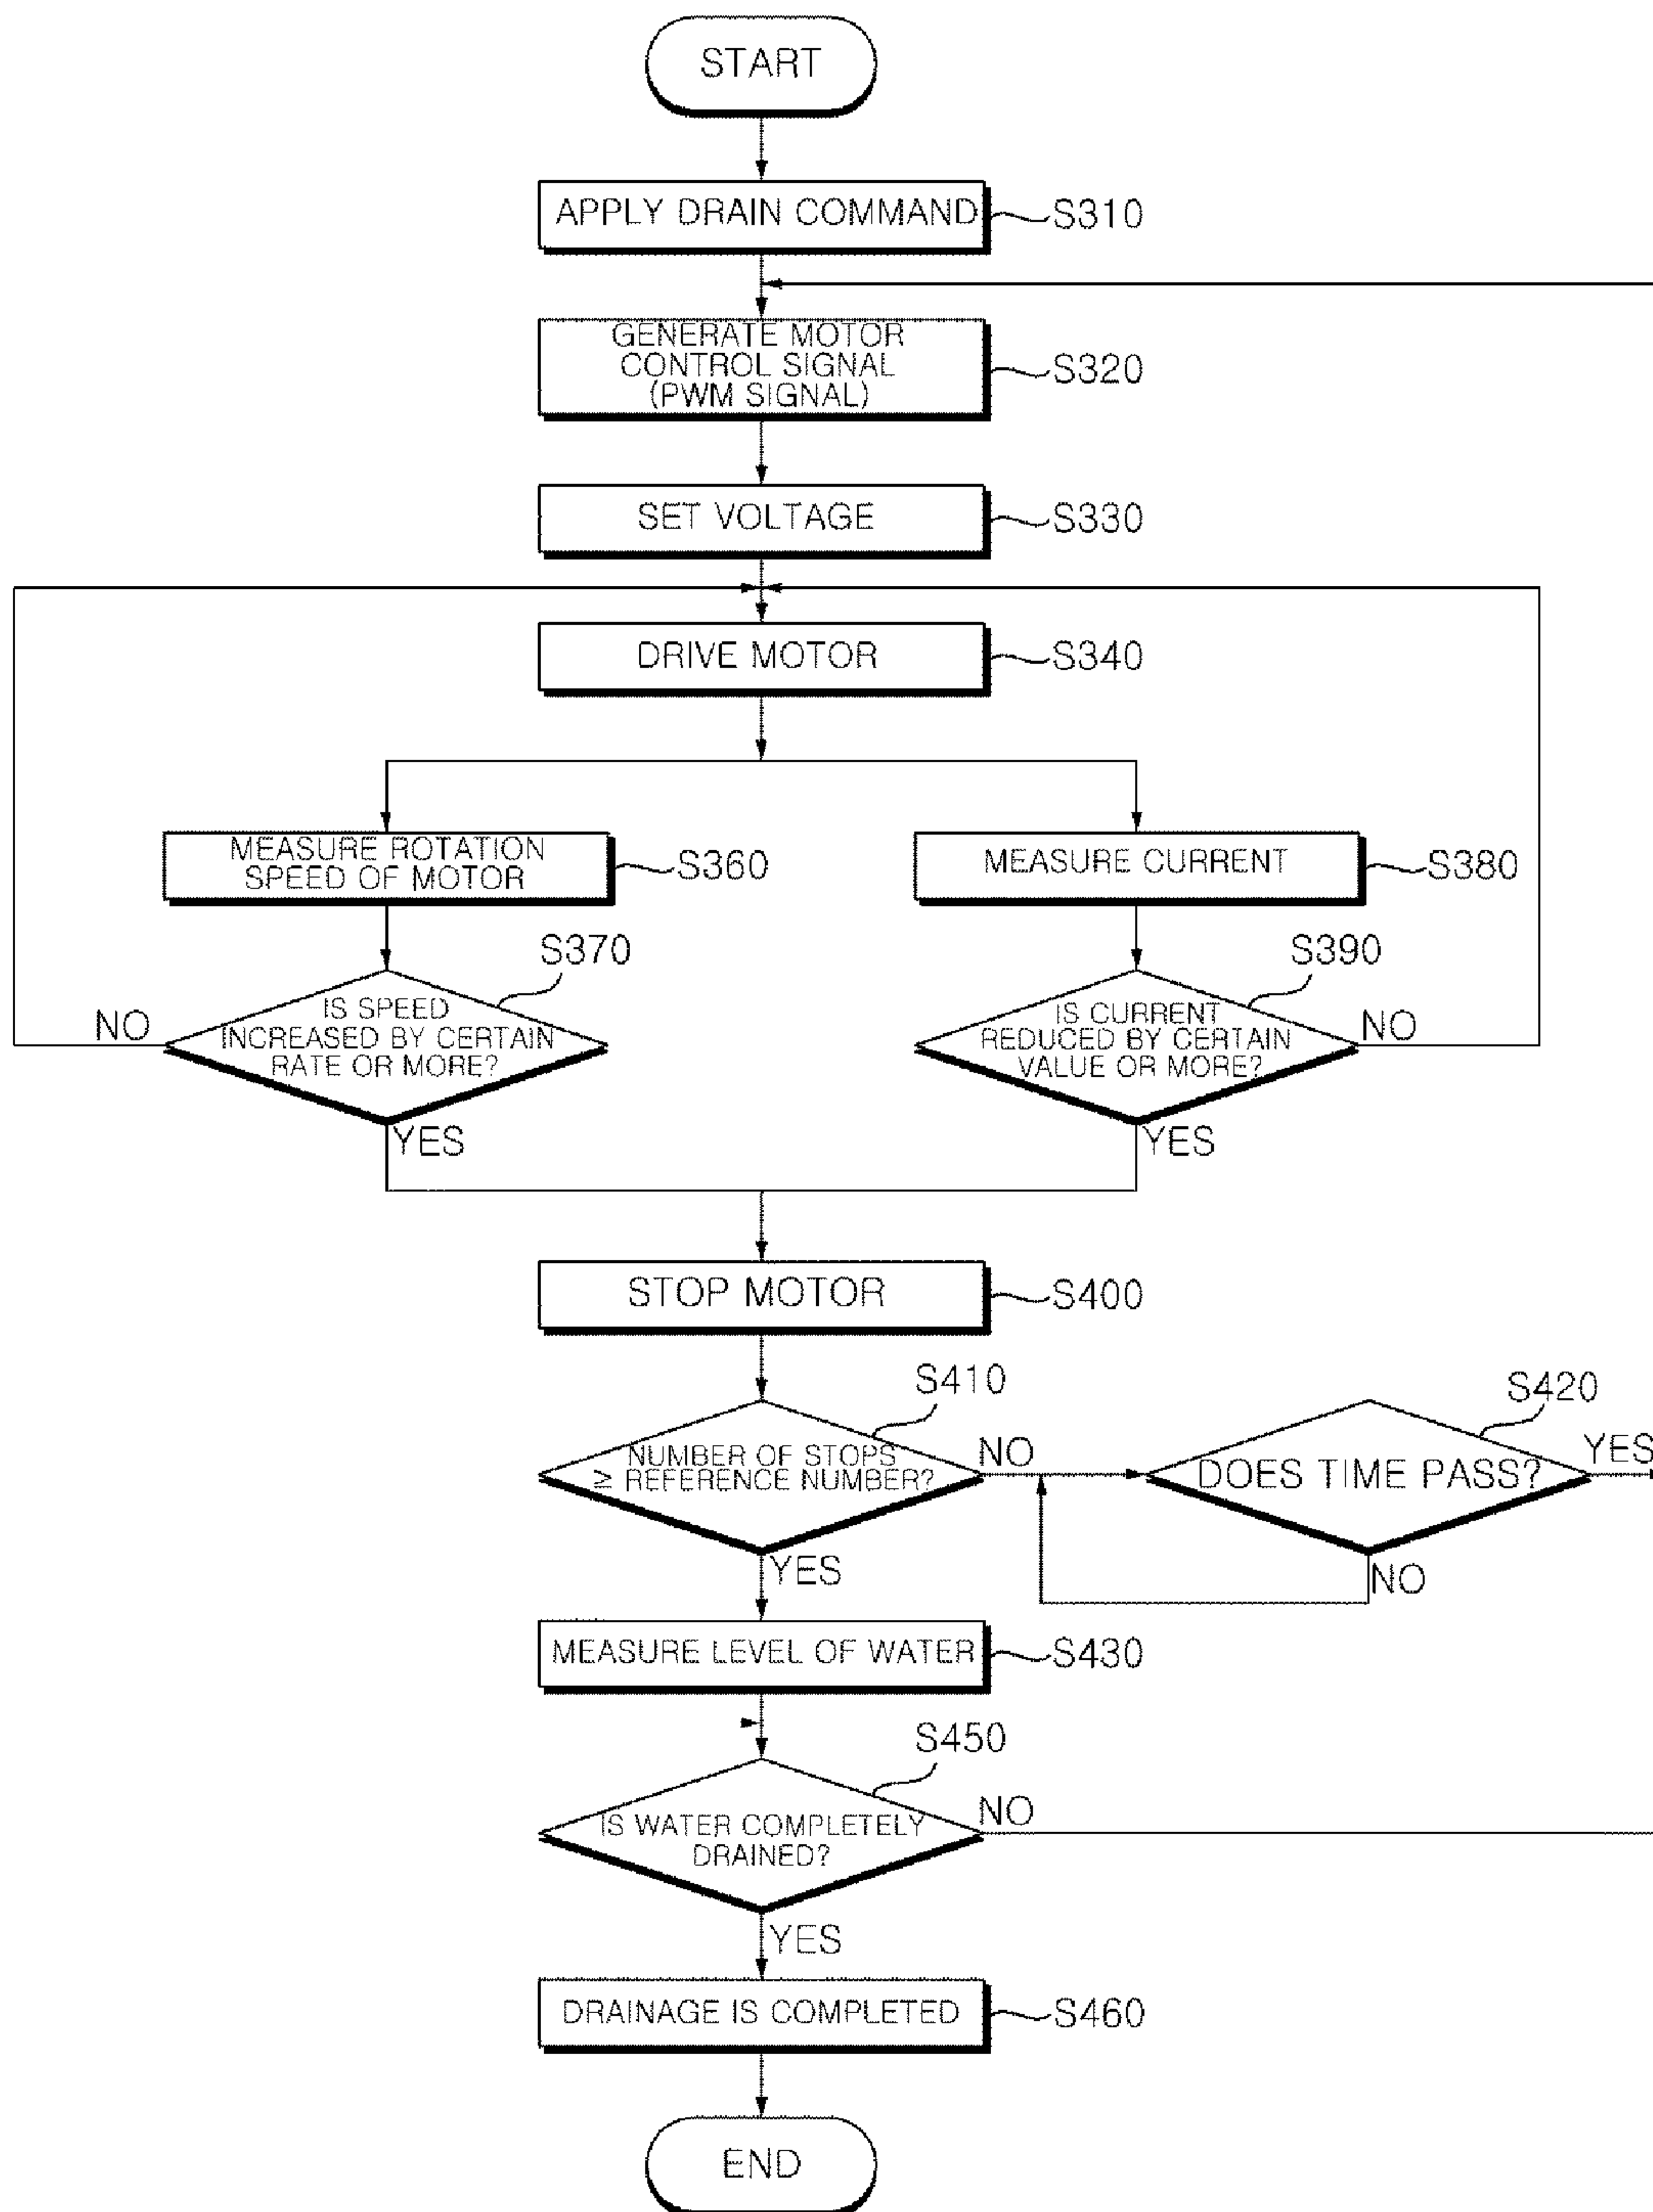 START
APPLY DRAIN COMMAND
S310
GENERATE MOTOR
CONTROL SIGNAL
(PWM SIGNAL)
S320
SET VOLTAGE
S330
DRIVE MOTOR
S340
MEASURE ROTATION
SPEED OF MOTOR
S360
MEASURE CURRENT
S380
S370
IS SPEED
INCREASED BY CERTAIN
RATE OR MORE?
NO
YES
S390
IS CURRENT
REDUCED BY CERTAIN
VALUE OR MORE?
NO
YES
STOP MOTOR
S400
S410
NUMBER OF STOPS
≥ REFERENCE NUMBER?
NO
YES
S420
DOES TIME PASS?
YES
NO
MEASURE LEVEL OF WATER
S430
S450
IS WATER COMPLETELY
DRAINED?
NO
YES
DRAINAGE IS COMPLETED
S460
END